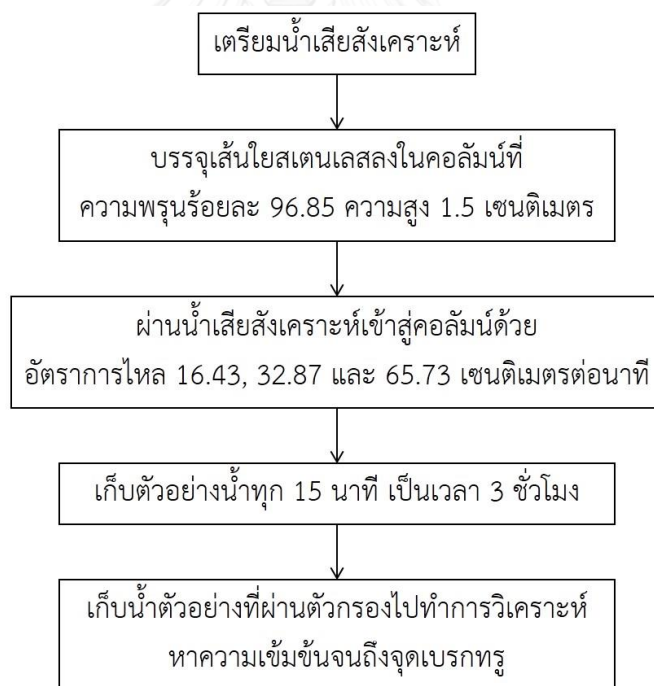 เตรียมน้ำเสียสังเคราะห์
บรรจุเส้นใยสเตนเลสลงในคอลัมน์ที่
ความพรุนร้อยละ 96.85 ความสูง 1.5 เซนติเมตร
ผ่านน้ำเสียสังเคราะห์เข้าสู่คอลัมน์ด้วย
อัตราการไหล 16.43, 32.87 และ 65.73 เซนติเมตรต่อนาที
เก็บตัวอย่างน้ำทุก 15 นาที เป็นเวลา 3 ชั่วโมง
เก็บน้ำตัวอย่างที่ผ่านตัวกรองไปทำการวิเคราะห์
หาความเข้มข้นจนถึงจุดเบรกทรู